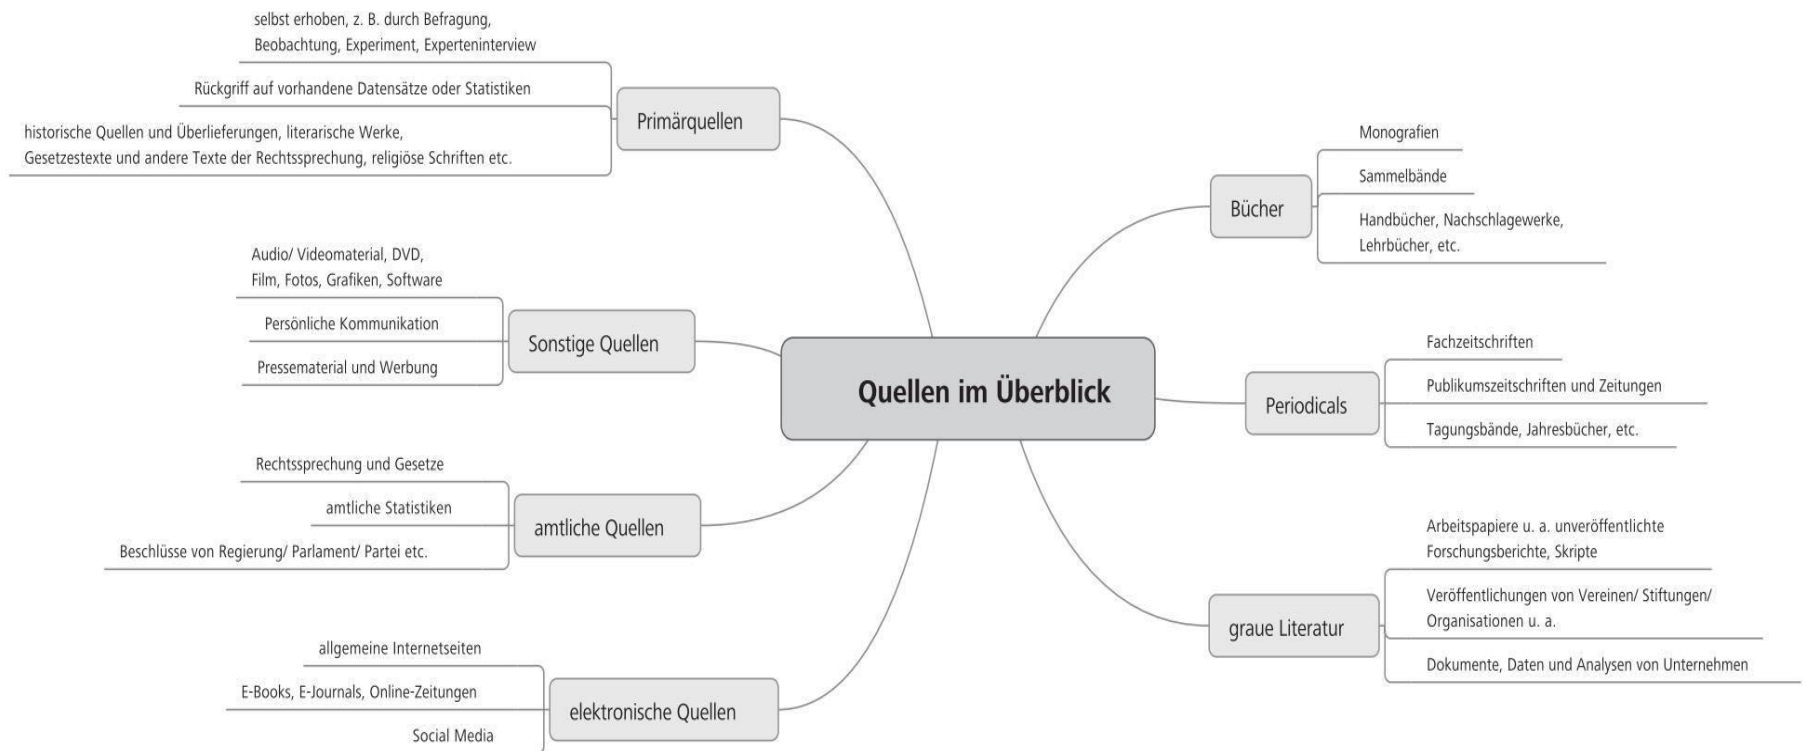 Quellen im Überblick
Primärquellen
selbst erhoben, z. B. durch Befragung,
Beobachtung, Experiment, Experteninterview
Rückgriff auf vorhandene Datensätze oder Statistiken
historische Quellen und Überlieferungen, literarische Werke,
Gesetzestexte und andere Texte der Rechtssprechung, religiöse Schriften etc.
Sonstige Quellen
Audio/ Videomaterial, DVD,
Film, Fotos, Grafiken, Software
Persönliche Kommunikation
Pressematerial und Werbung
amtliche Quellen
Rechtssprechung und Gesetze
amtliche Statistiken
Beschlüsse von Regierung/ Parlament/ Partei etc.
elektronische Quellen
allgemeine Internetseiten
E-Books, E-Journals, Online-Zeitungen
Social Media
Bücher
Monografien
Sammelbände
Handbücher, Nachschlagewerke,
Lehrbücher, etc.
Periodicals
Fachzeitschriften
Publikumszeitschriften und Zeitungen
Tagungsbände, Jahresbücher, etc.
graue Literatur
Arbeitspapiere u. a. unveröffentlichte
Forschungsberichte, Skripte
Veröffentlichungen von Vereinen/ Stiftungen/
Organisationen u. a.
Dokumente, Daten und Analysen von Unternehmen